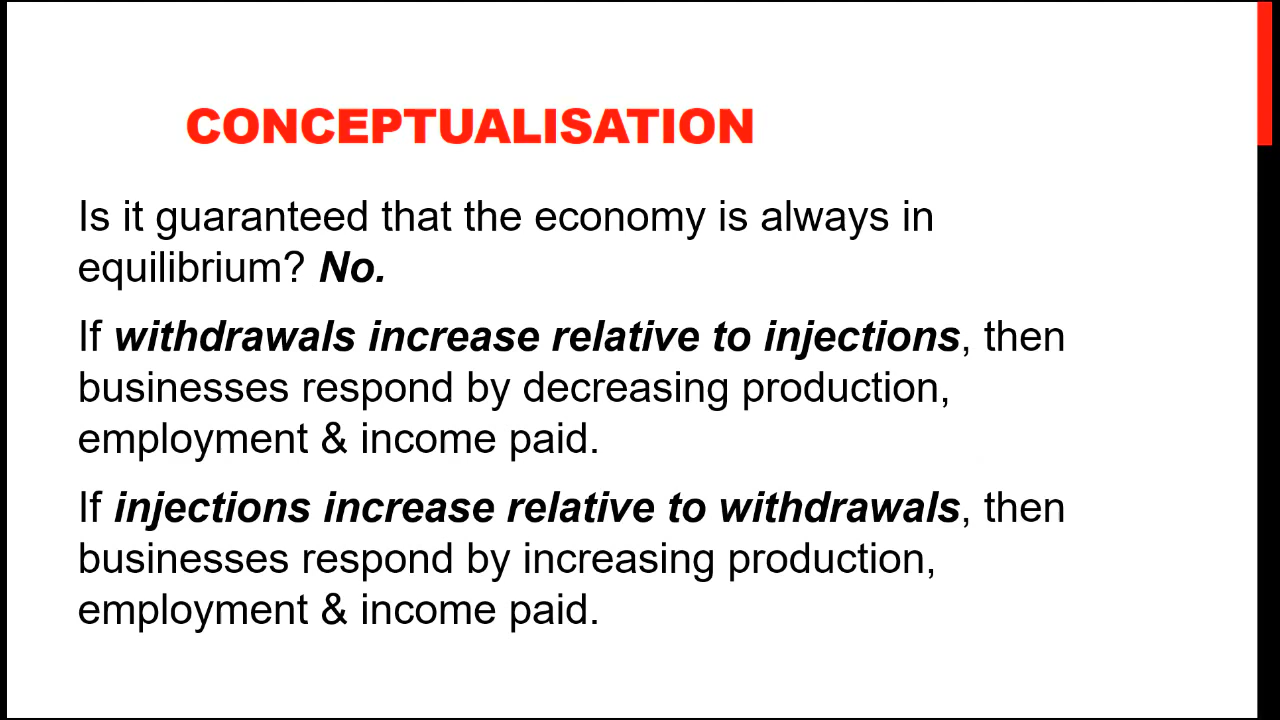 CONCEPTUALISATION
Is it guaranteed that the economy is always in
equilibrium? No.
If withdrawals increase relative to injections, then
businesses respond by decreasing production,
employment & income paid.
If injections increase relative to withdrawals, then
businesses respond by increasing production,
employment & income paid.